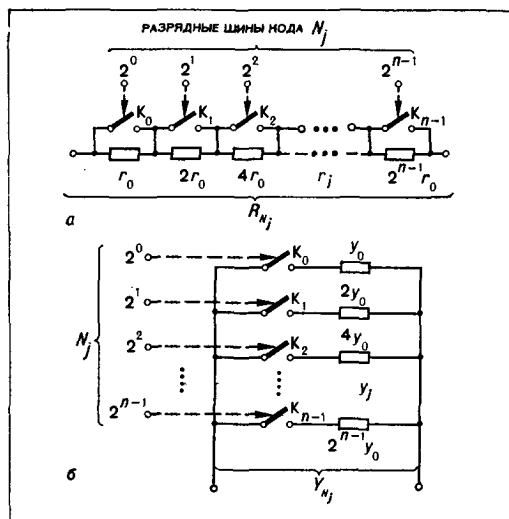 РАЗРЯДНЫЕ ШИНЫ КОДА N_j
2^0 2^1 2^2 2^{n-1}
K_0 K_1 K_2 K_{n-1}
r_0 2r_0 4r_0 r_j 2^{n-1}r_0
R_{N_j}
а
2^0 K_0 y_0
2^1 K_1 2y_0
2^2 K_2 4y_0
N_j
y_j
2^{n-1} K_{n-1} 2^{n-1}y_0
Y_{N_j}
б